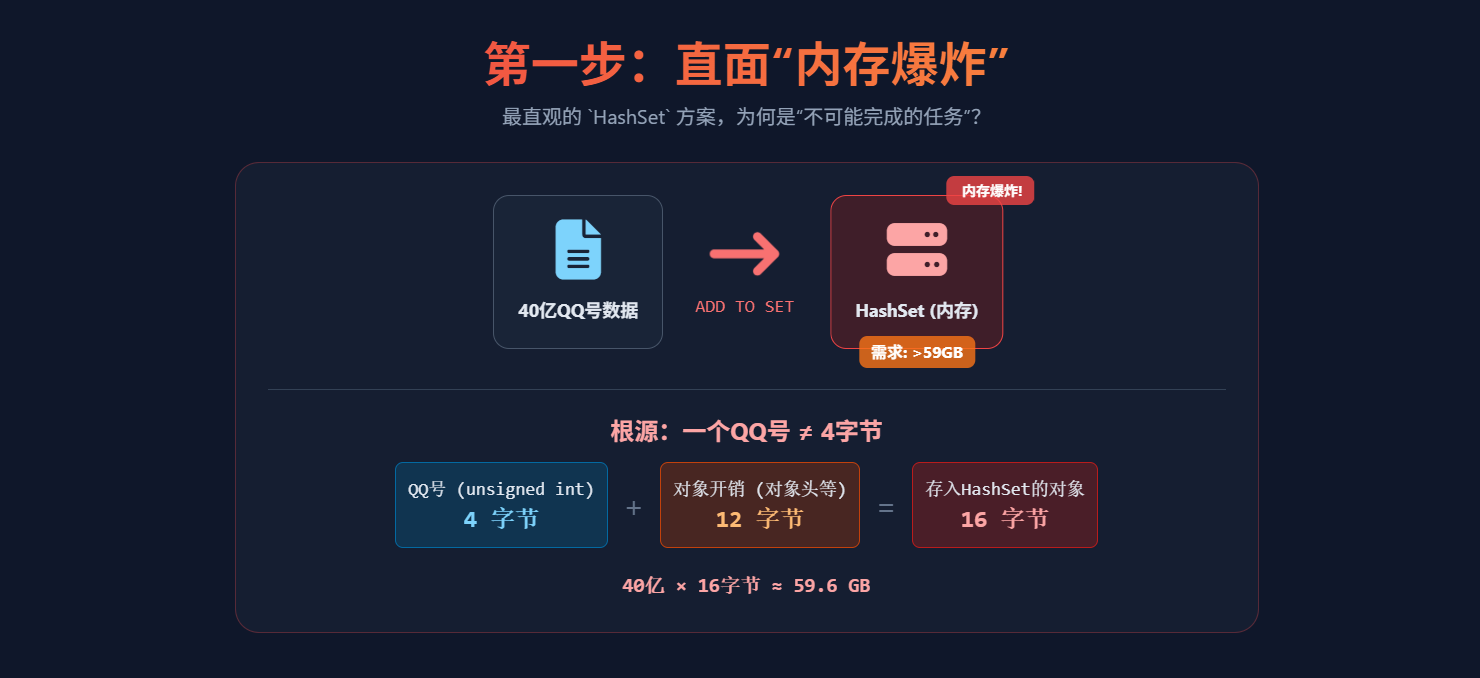 第一步：直面“内存爆炸”
最直观的 `HashSet` 方案，为何是“不可能完成的任务”？
内存爆炸!
40亿QQ号数据
ADD TO SET
HashSet (内存)
需求: >59GB
根源：一个QQ号 ≠ 4字节
QQ号 (unsigned int)
4 字节
+
对象开销 (对象头等)
12 字节
=
存入HashSet的对象
16 字节
40亿 × 16字节 ≈ 59.6 GB